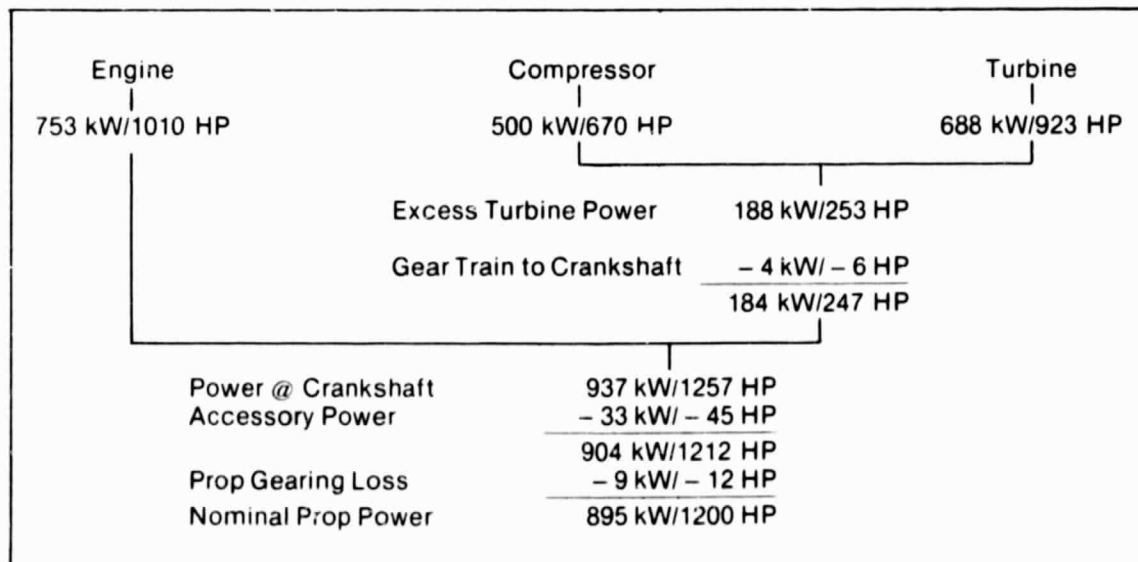 Engine Compressor Turbine
753 kW/1010 HP 500 kW/670 HP 688 kW/923 HP
Excess Turbine Power 188 kW/253 HP
Gear Train to Crankshaft – 4 kW/ – 6 HP
184 kW/247 HP
Power @ Crankshaft 937 kW/1257 HP
Accessory Power – 33 kW/ – 45 HP
904 kW/1212 HP
Prop Gearing Loss – 9 kW/ – 12 HP
Nominal Prop Power 895 kW/1200 HP